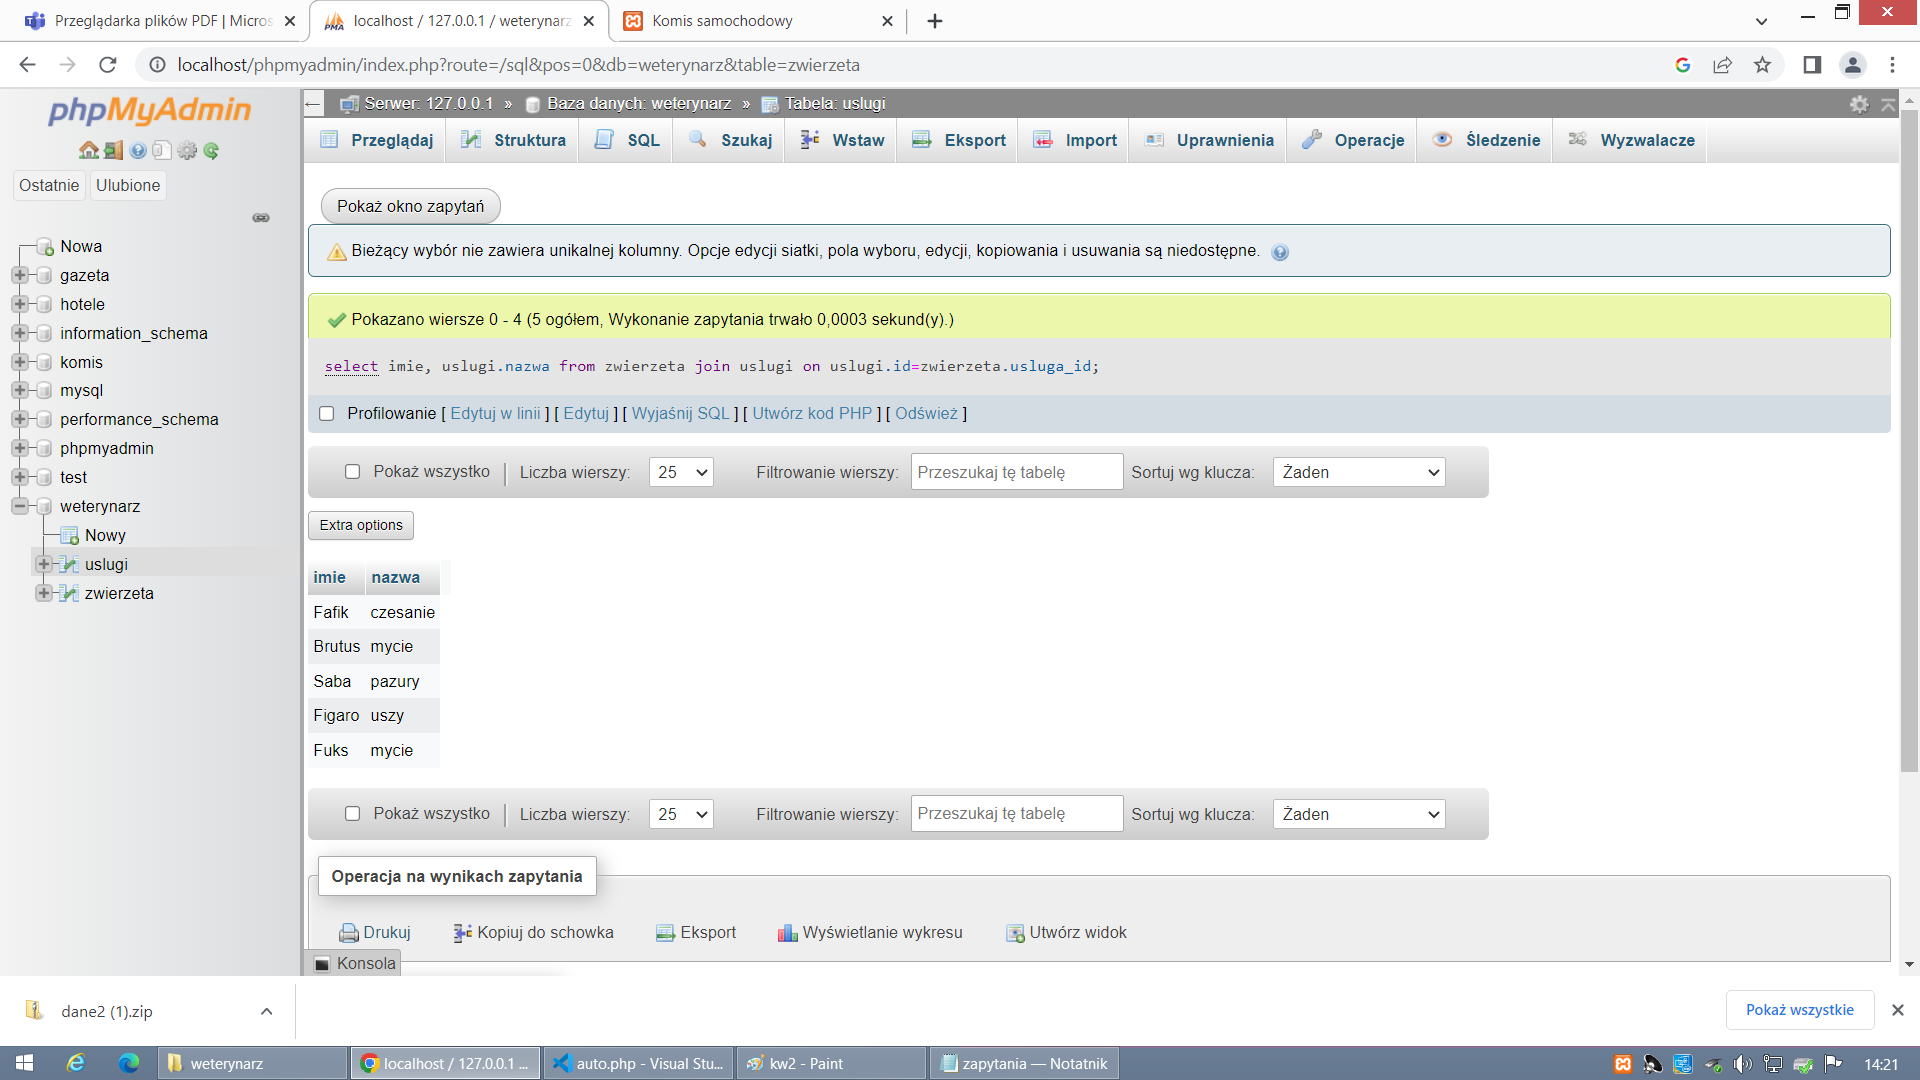 Przeglądarka plików PDF | Micros
localhost / 127.0.0.1 / weterynarz
Komis samochodowy
localhost/phpmyadmin/index.php?route=/sql&pos=0&db=weterynarz&table=zwierzeta
phpMyAdmin
Ostatnie Ulubione
Nowa
gazeta
hotele
information_schema
komis
mysql
performance_schema
phpmyadmin
test
weterynarz
Nowy
uslugi
zwierzeta
Serwer: 127.0.0.1 » Baza danych: weterynarz » Tabela: uslugi
Przeglądaj Struktura SQL Szukaj Wstaw Eksport Import Uprawnienia Operacje Śledzenie Wyzwalacze
Pokaż okno zapytań
Bieżący wybór nie zawiera unikalnej kolumny. Opcje edycji siatki, pola wyboru, edycji, kopiowania i usuwania są niedostępne.
Pokazano wiersze 0 - 4 (5 ogółem, Wykonanie zapytania trwało 0,0003 sekund(y).)
select imie, uslugi.nazwa from zwierzeta join uslugi on uslugi.id=zwierzeta.usluga_id;
Profilowanie [ Edytuj w linii ] [ Edytuj ] [ Wyjaśnij SQL ] [ Utwórz kod PHP ] [ Odśwież ]
Pokaż wszystko | Liczba wierszy: 25 Filtrowanie wierszy: Przeszukaj tę tabelę Sortuj wg klucza: Żaden
Extra options
imie nazwa
Fafik czesanie
Brutus mycie
Saba pazury
Figaro uszy
Fuks mycie
Pokaż wszystko | Liczba wierszy: 25 Filtrowanie wierszy: Przeszukaj tę tabelę Sortuj wg klucza: Żaden
Operacja na wynikach zapytania
Drukuj Kopiuj do schowka Eksport Wyświetlanie wykresu Utwórz widok
Konsola
dane2 (1).zip
Pokaż wszystkie
weterynarz
localhost / 127.0.0.1 ...
auto.php - Visual Stu...
kw2 - Paint
zapytania — Notatnik
14:21